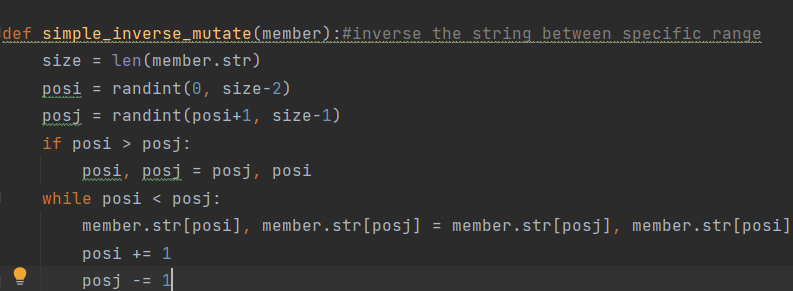 def simple_inverse_mutate(member):#inverse the string between specific range
    size = len(member.str)
    posi = randint(0, size-2)
    posj = randint(posi+1, size-1)
    if posi > posj:
        posi, posj = posj, posi
    while posi < posj:
        member.str[posi], member.str[posj] = member.str[posj], member.str[posi]
        posi += 1
        posj -= 1